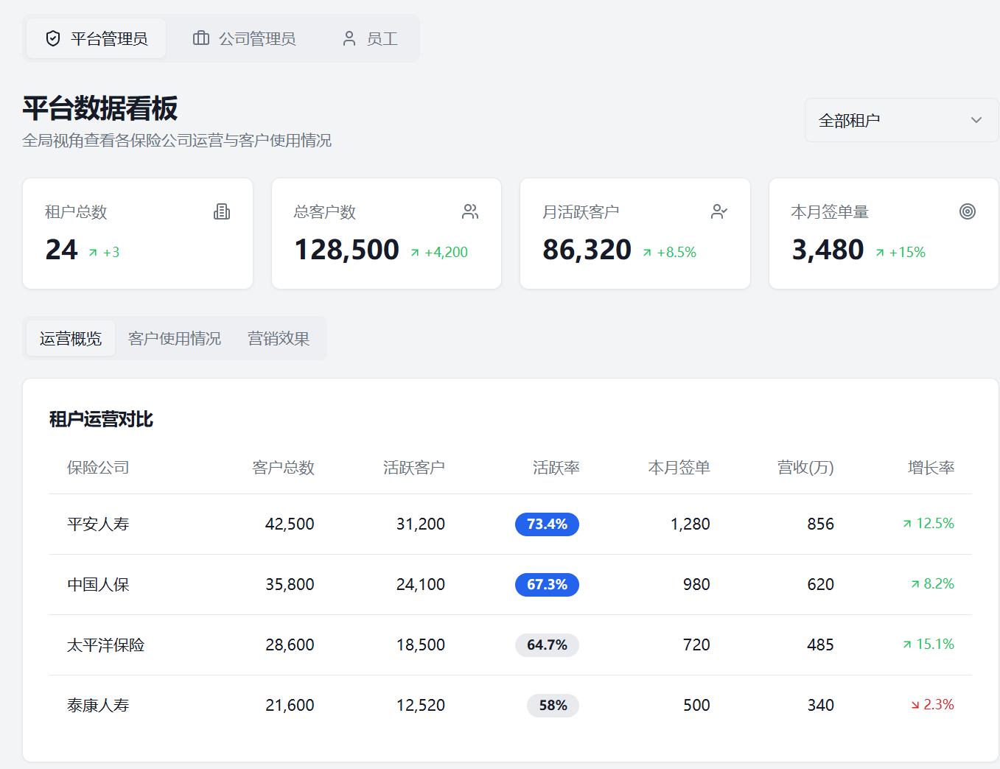 平台管理员 公司管理员 员工
平台数据看板
全局视角查看各保险公司运营与客户使用情况
全部租户
租户总数 总客户数 月活跃客户 本月签单量
24 +3 128,500 +4,200 86,320 +8.5% 3,480 +15%
运营概览 客户使用情况 营销效果
租户运营对比
保险公司 客户总数 活跃客户 活跃率 本月签单 营收(万) 增长率
平安人寿 42,500 31,200 73.4% 1,280 856 12.5%
中国人保 35,800 24,100 67.3% 980 620 8.2%
太平洋保险 28,600 18,500 64.7% 720 485 15.1%
泰康人寿 21,600 12,520 58% 500 340 2.3%